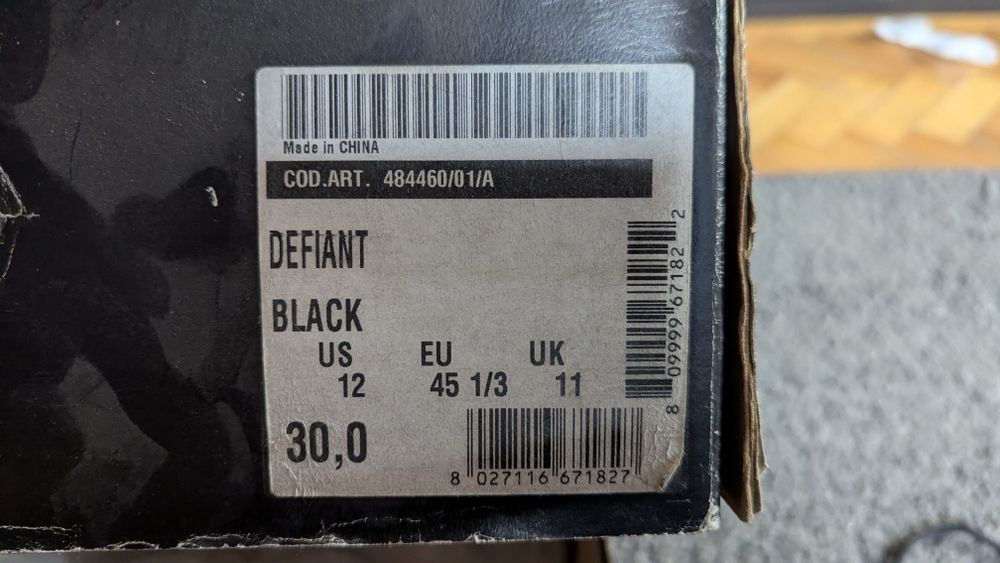 Made in CHINA
COD.ART. 484460/01/A
DEFIANT
BLACK
US EU UK
12 45 1/3 11
30,0
8 027116 671827
8 09999 67182 2